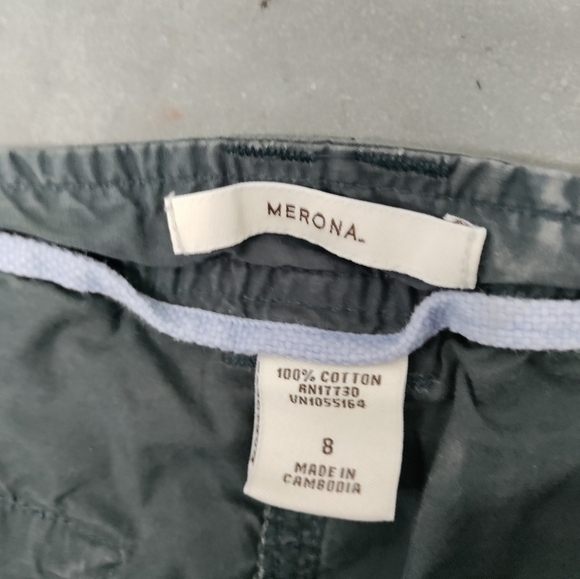 MERONA
100% COTTON
RN17730
VN1055164
8
MADE IN
CAMBODIA